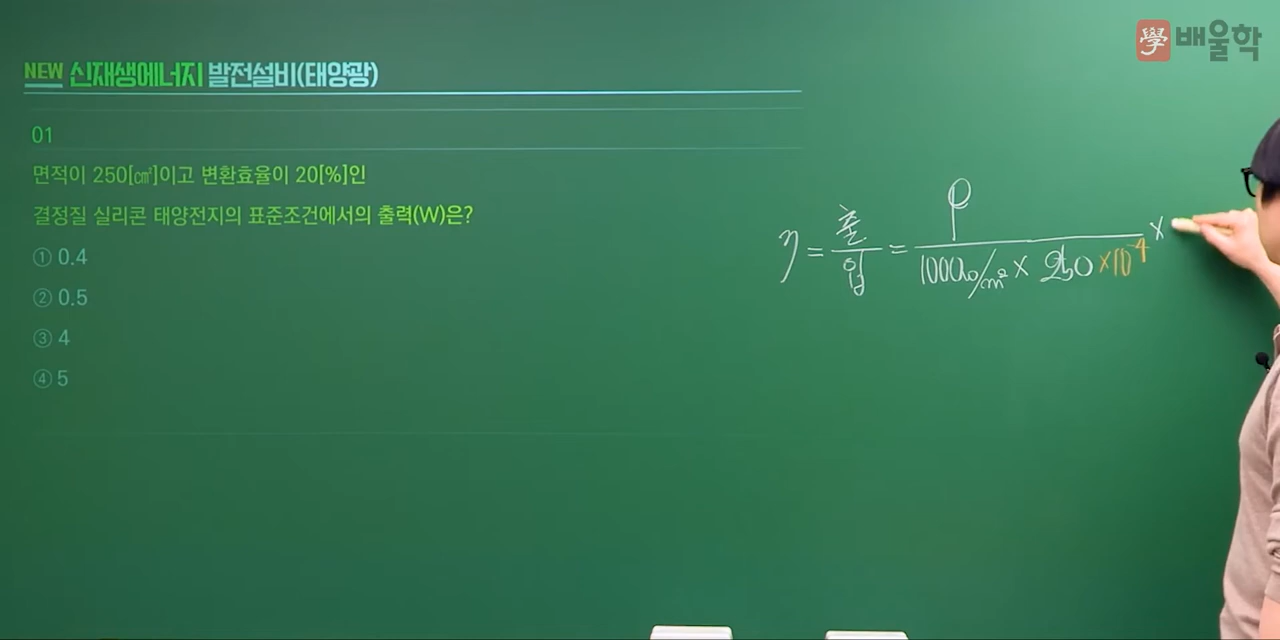 學 배울학
NEW 신재생에너지 발전설비(태양광)
01
면적이 250[㎠]이고 변환효율이 20[%]인
결정질 실리콘 태양전지의 표준조건에서의 출력(W)은?
① 0.4
② 0.5
③ 4
④ 5
η = 출/입 = P / 1000w/m² × 250 ×10⁻⁴ ×